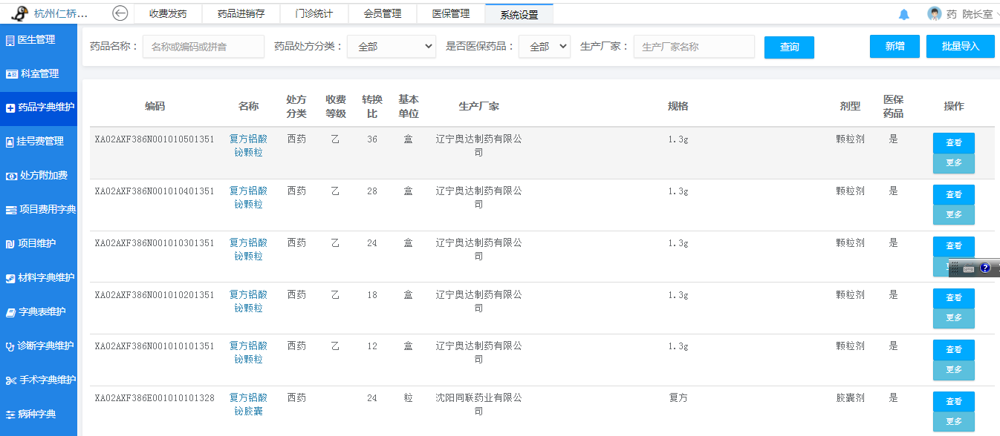 杭州仁桥...
收费发药
药品进销存
门诊统计
会员管理
医保管理
系统设置
药 院长室
医生管理
科室管理
药品字典维护
挂号费管理
处方附加费
项目费用字典
项目维护
材料字典维护
字典表维护
诊断字典维护
手术字典维护
病种字典
药品名称：
名称或编码或拼音
药品处方分类：
全部
是否医保药品：
全部
生产厂家：
生产厂家名称
查询
新增
批量导入
编码
名称
处方
分类
收费
等级
转换
比
基本
单位
生产厂家
规格
剂型
医保
药品
操作
XA02AXF386N001010501351
复方铝酸
铋颗粒
西药
乙
36
盒
辽宁奥达制药有限公
司
1.3g
颗粒剂
是
查看
更多
XA02AXF386N001010401351
复方铝酸
铋颗粒
西药
乙
28
盒
辽宁奥达制药有限公
司
1.3g
颗粒剂
是
查看
更多
XA02AXF386N001010301351
复方铝酸
铋颗粒
西药
乙
24
盒
辽宁奥达制药有限公
司
1.3g
颗粒剂
是
查看
XA02AXF386N001010201351
复方铝酸
铋颗粒
西药
乙
18
盒
辽宁奥达制药有限公
司
1.3g
颗粒剂
是
查看
更多
XA02AXF386N001010101351
复方铝酸
铋颗粒
西药
乙
12
盒
辽宁奥达制药有限公
司
1.3g
颗粒剂
是
查看
更多
XA02AXF386E001010101328
复方铝酸
铋胶囊
西药
24
粒
沈阳同联药业有限公
司
复方
胶囊剂
是
查看
更多